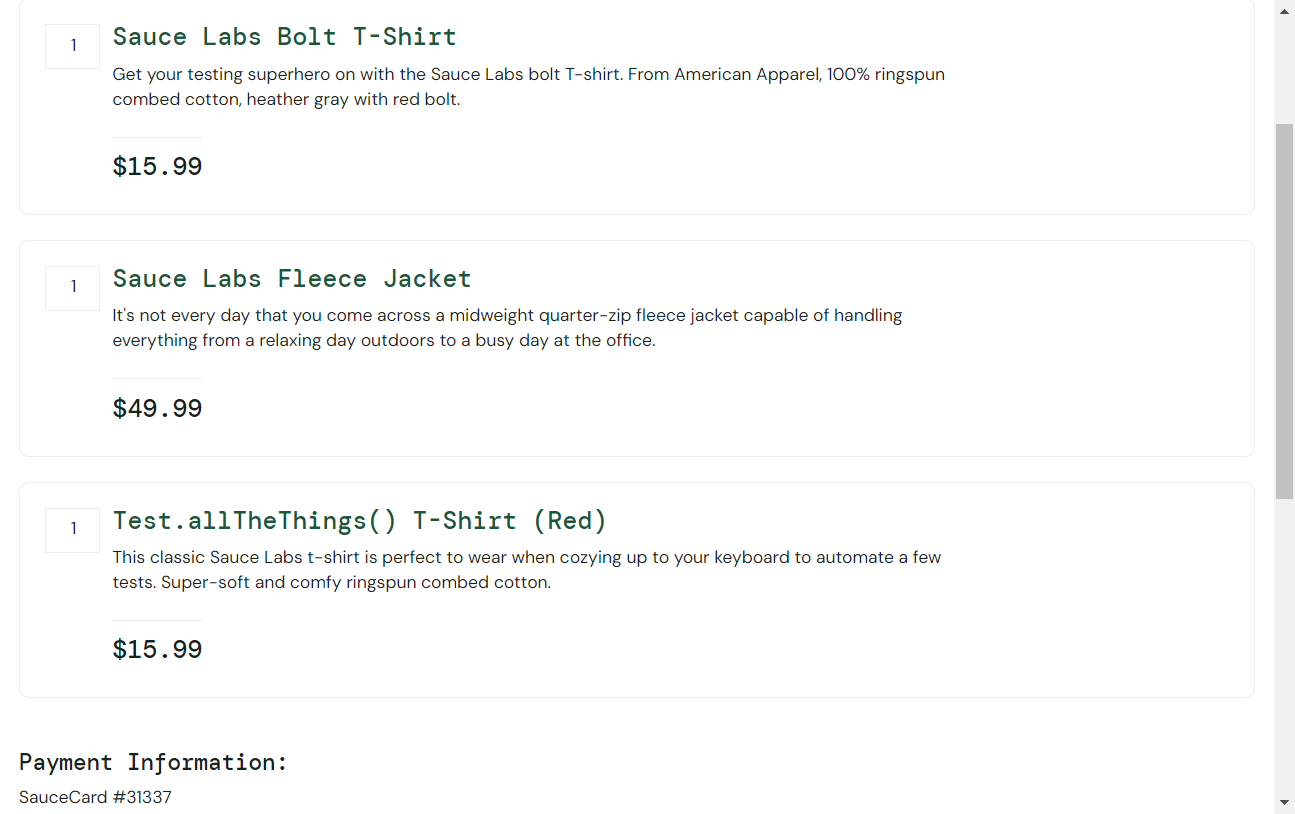 1
Sauce Labs Bolt T-Shirt
Get your testing superhero on with the Sauce Labs bolt T-shirt. From American Apparel, 100% ringspun
combed cotton, heather gray with red bolt.
$15.99
1
Sauce Labs Fleece Jacket
It's not every day that you come across a midweight quarter-zip fleece jacket capable of handling
everything from a relaxing day outdoors to a busy day at the office.
$49.99
1
Test.allTheThings() T-Shirt (Red)
This classic Sauce Labs t-shirt is perfect to wear when cozying up to your keyboard to automate a few
tests. Super-soft and comfy ringspun combed cotton.
$15.99
Payment Information:
SauceCard #31337